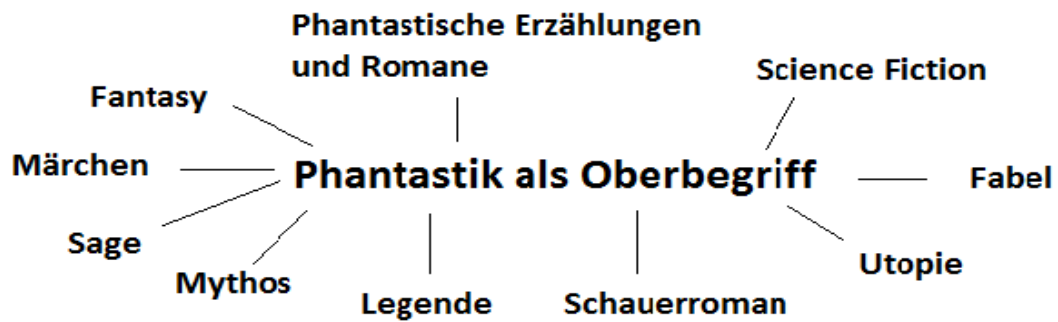 Phantastische Erzählungen
und Romane
Science Fiction
Fantasy
Märchen
Phantastik als Oberbegriff
Fabel
Sage
Utopie
Mythos
Legende
Schauerroman